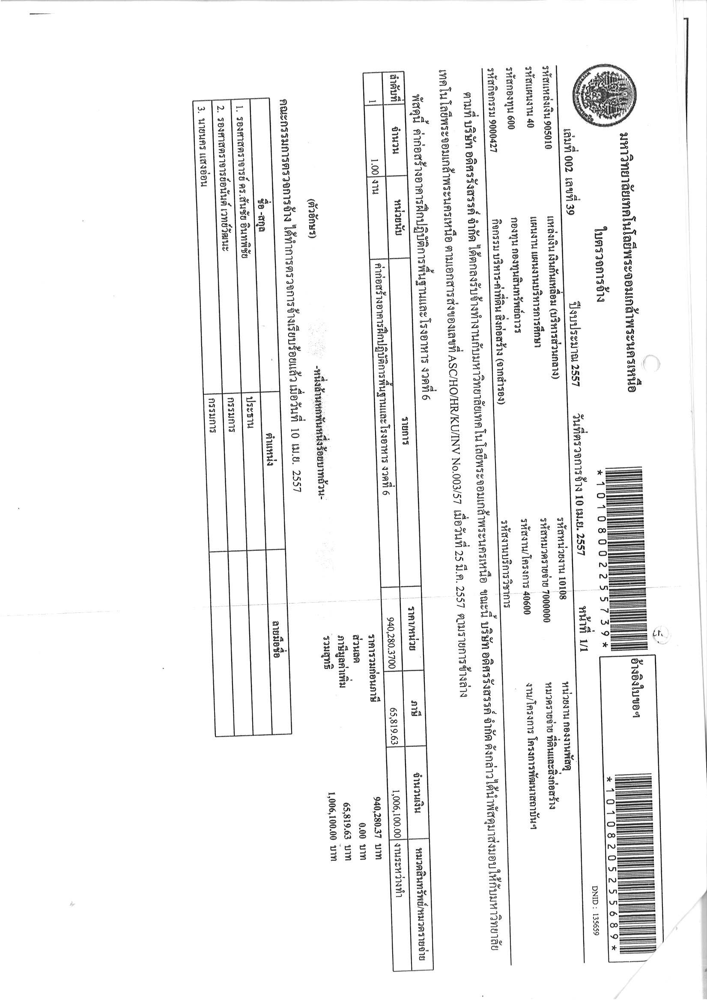 มหาวิทยาลัยเทคโนโลยีพระจอมเกล้าพระนครเหนือ
ใบตรวจการจ้าง
*1010800225573​9*
อ้างอิงใบขอฯ
*10108205255689*
DNID : 135659
เล่มที่ 002 เลขที่ 39 ปีงบประมาณ 2557 วันที่ตรวจการจ้าง 10 เม.ย. 2557 หน้าที่ 1/1
รหัสแหล่งเงิน 905010 แหล่งเงิน เงินกันเหลื่อม (บริหารส่วนกลาง) รหัสหน่วยงาน 10108 หน่วยงาน กองงานพัสดุ
รหัสแผนงาน 40 แผนงาน แผนงานบริหารการศึกษา รหัสหมวดรายจ่าย 7000000 หมวดรายจ่าย ที่ดินและสิ่งก่อสร้าง
รหัสกองทุน 600 กองทุน กองทุนสินทรัพย์ถาวร รหัสงาน/โครงการ 40600 งาน/โครงการ โครงการพัฒนาสถาบันฯ
รหัสกิจกรรม 9000427 กิจกรรม บริหาร-ค่าที่ดิน สิ่งก่อสร้าง (จากสำรอง) รหัสงานบริการวิชาการ
ตามที่ บริษัท อดิศรรังสรรค์ จำกัด ได้ตกลงรับจ้างทำงานกับมหาวิทยาลัยเทคโนโลยีพระจอมเกล้าพระนครเหนือ ขณะนี้ บริษัท อดิศรรังสรรค์ จำกัด ดังกล่าวได้นำพัสดุมาส่งมอบให้กับมหาวิทยาลัย
เทคโนโลยีพระจอมเกล้าพระนครเหนือ ตามเอกสารส่งของเลขที่ ASC/HO/HR/KU/INV No.003/57 เมื่อวันที่ 25 มี.ค. 2557 ตามรายการข้างล่าง
พัสดุนี้ ค่าก่อสร้างอาคารฝึกปฏิบัติการพื้นฐานและโรงอาหาร งวดที่ 6
ลำดับที่ จำนวน หน่วยนับ รายการ ราคา/หน่วย ภาษี จำนวนเงิน หมวดสินทรัพย์/หมวดรายจ่าย
1 1.00 งาน ค่าก่อสร้างอาคารฝึกปฏิบัติการพื้นฐานและโรงอาหาร งวดที่ 6 940,280.3700 65,819.63 1,006,100.00 งานระหว่างทำ
ราคารวมก่อนภาษี 940,280.37 บาท
ส่วนลด 0.00 บาท
ภาษีมูลค่าเพิ่ม 65,819.63 บาท
(ตัวอักษร) -หนึ่งล้านหกพันหนึ่งร้อยบาทถ้วน- รวมสุทธิ 1,006,100.00 บาท
คณะกรรมการตรวจการจ้าง ได้ทำการตรวจการจ้างเรียบร้อยแล้ว เมื่อวันที่ 10 เม.ย. 2557
ชื่อ -สกุล ตำแหน่ง ลายมือชื่อ
1. รองศาสตราจารย์ ดร.สันชัย อินทพิชัย ประธาน
2. รองศาสตราจารย์อนันต์ เวทย์วัฒนะ กรรมการ
3. นายนคร แสงอ่อน กรรมการ